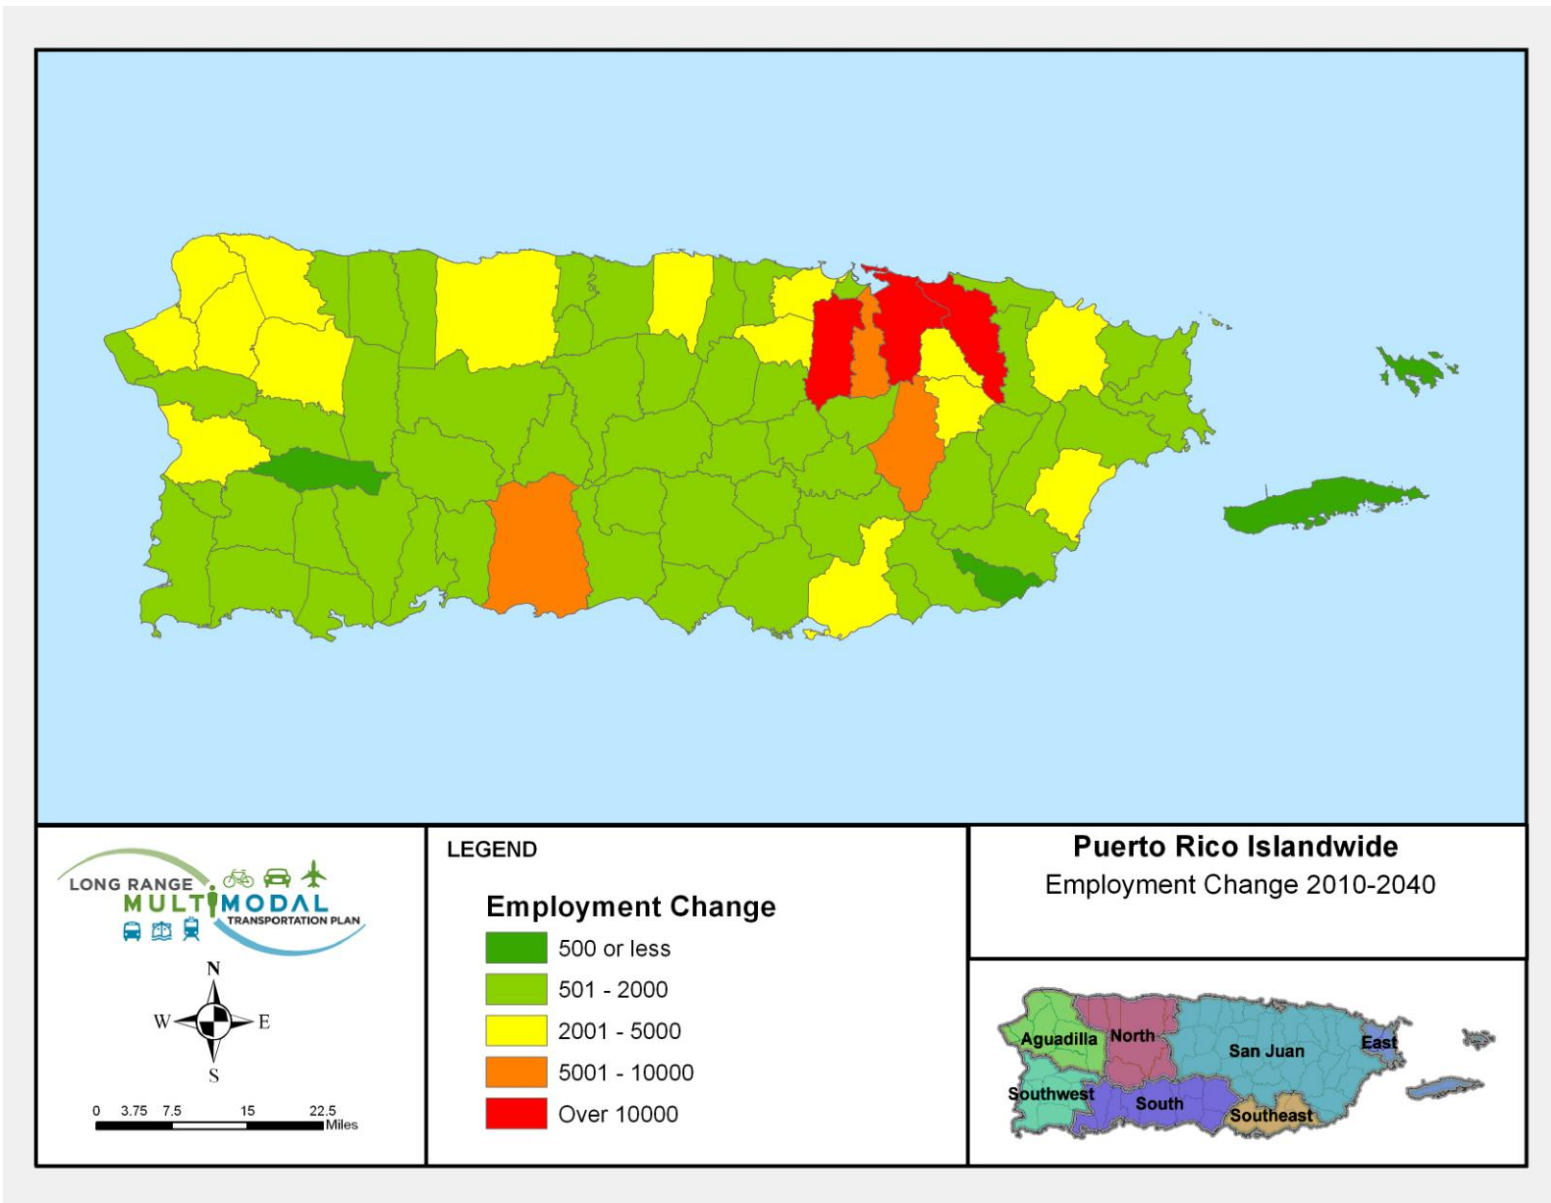 LONG RANGE
MULTIMODAL
TRANSPORTATION PLAN
N
W E
S
0 3.75 7.5 15 22.5
Miles
LEGEND
Employment Change
500 or less
501 - 2000
2001 - 5000
5001 - 10000
Over 10000
Puerto Rico Islandwide
Employment Change 2010-2040
Aguadilla
North
San Juan
East
Southwest
South
Southeast